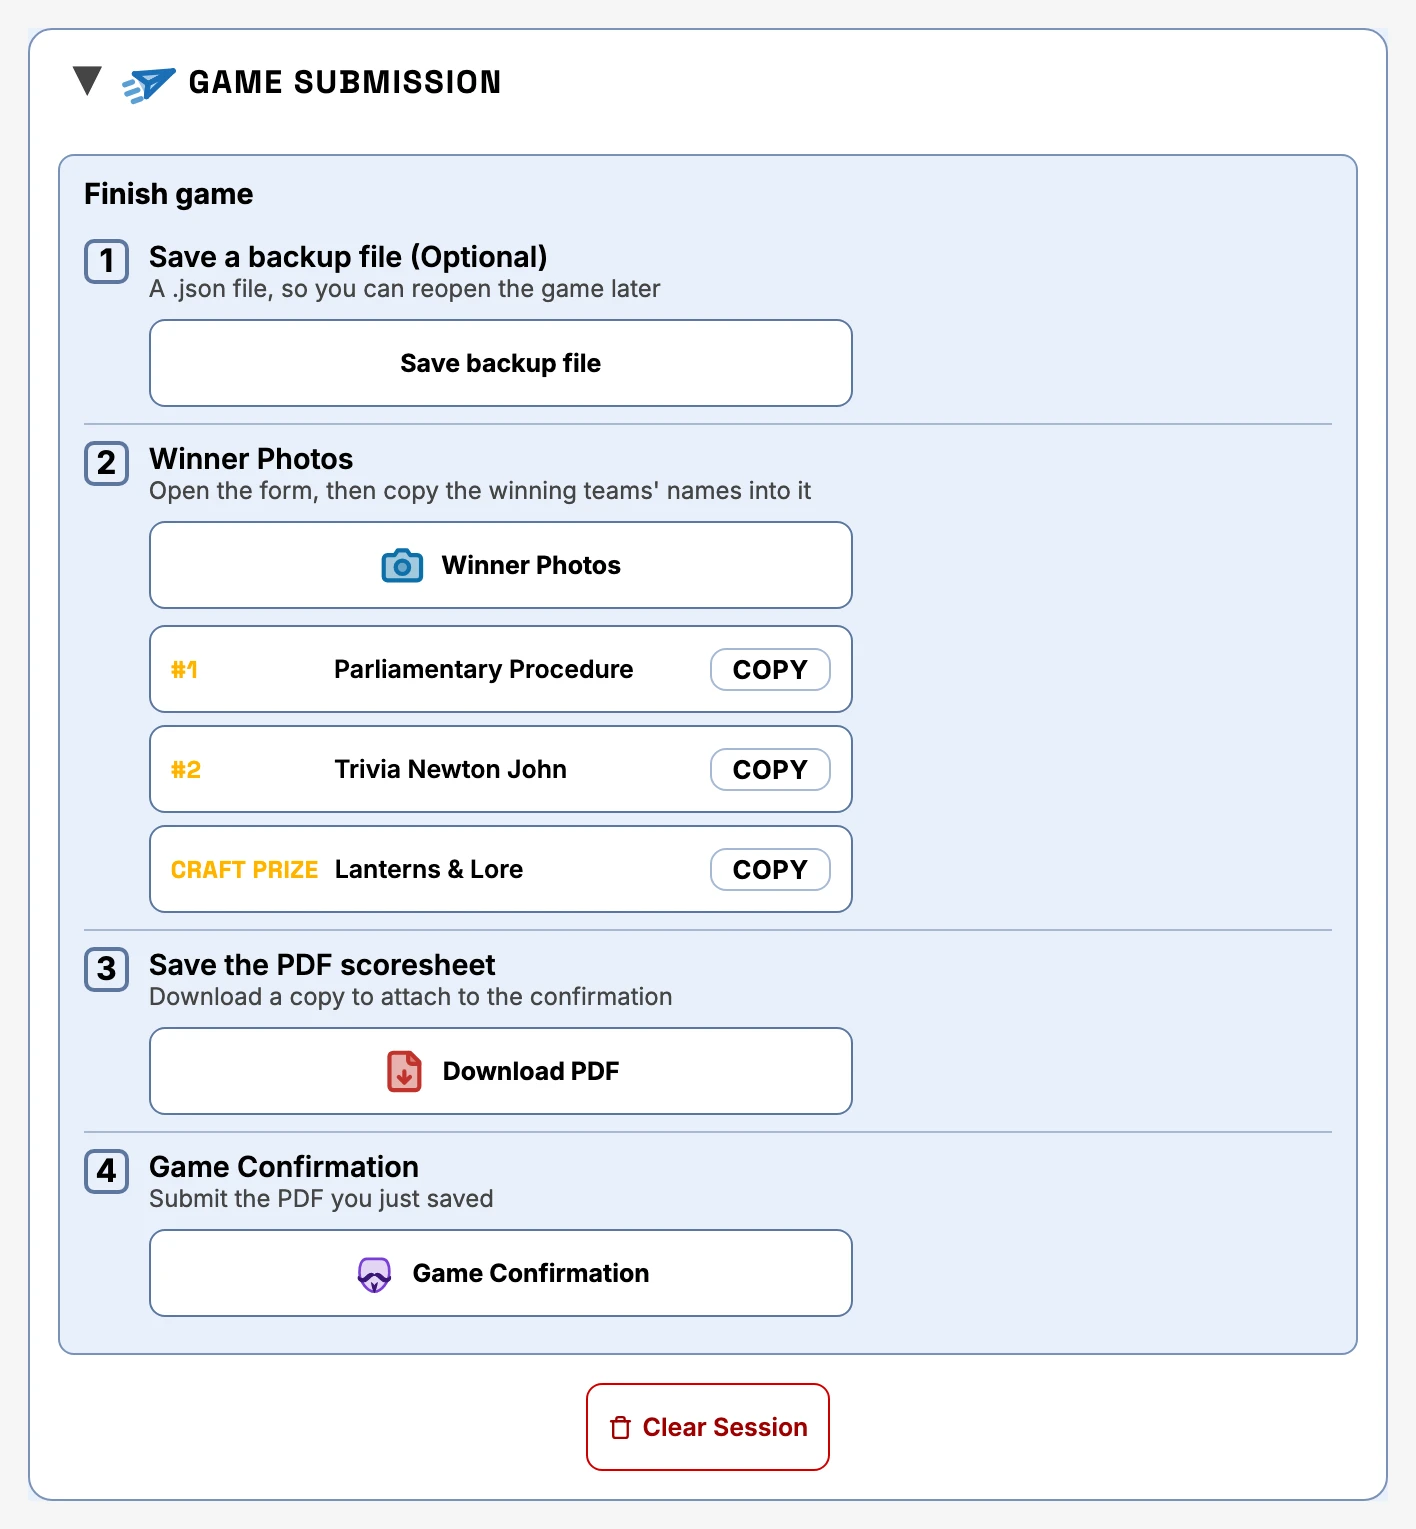 GAME SUBMISSION
Finish game
1 Save a backup file (Optional)
A .json file, so you can reopen the game later
Save backup file
2 Winner Photos
Open the form, then copy the winning teams' names into it
Winner Photos
#1 Parliamentary Procedure COPY
#2 Trivia Newton John COPY
CRAFT PRIZE Lanterns & Lore COPY
3 Save the PDF scoresheet
Download a copy to attach to the confirmation
Download PDF
4 Game Confirmation
Submit the PDF you just saved
Game Confirmation
Clear Session